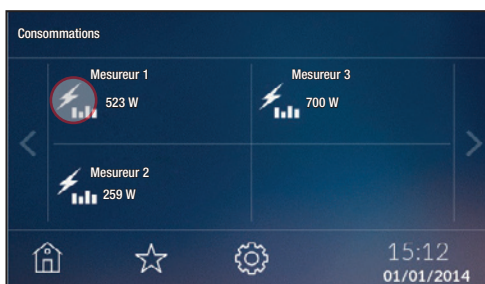 Consommations
Mesureur 1
523 W
Mesureur 3
700 W
Mesureur 2
259 W
15:12
01/01/2014